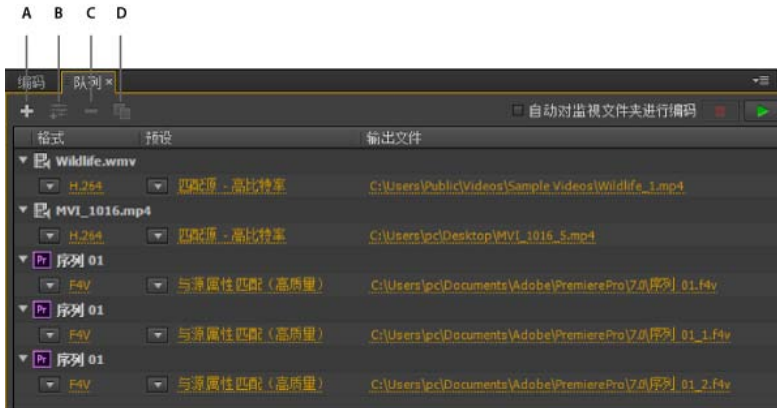 A B C D
编码 队列 ×
自动对监视文件夹进行编码
格式 预设 输出文件
Wildlife.wmv
H.264 匹配源 - 高比特率 C:\Users\Public\Videos\Sample Videos\Wildlife_1.mp4
MVI_1016.mp4
H.264 匹配源 - 高比特率 C:\Users\pc\Desktop\MVI_1016_5.mp4
Pr 序列 01
F4V 与源属性匹配（高质量） C:\Users\pc\Documents\Adobe\PremierePro\7.0\序列 01.f4v
Pr 序列 01
F4V 与源属性匹配（高质量） C:\Users\pc\Documents\Adobe\PremierePro\7.0\序列 01_1.f4v
Pr 序列 01
F4V 与源属性匹配（高质量） C:\Users\pc\Documents\Adobe\PremierePro\7.0\序列 01_2.f4v